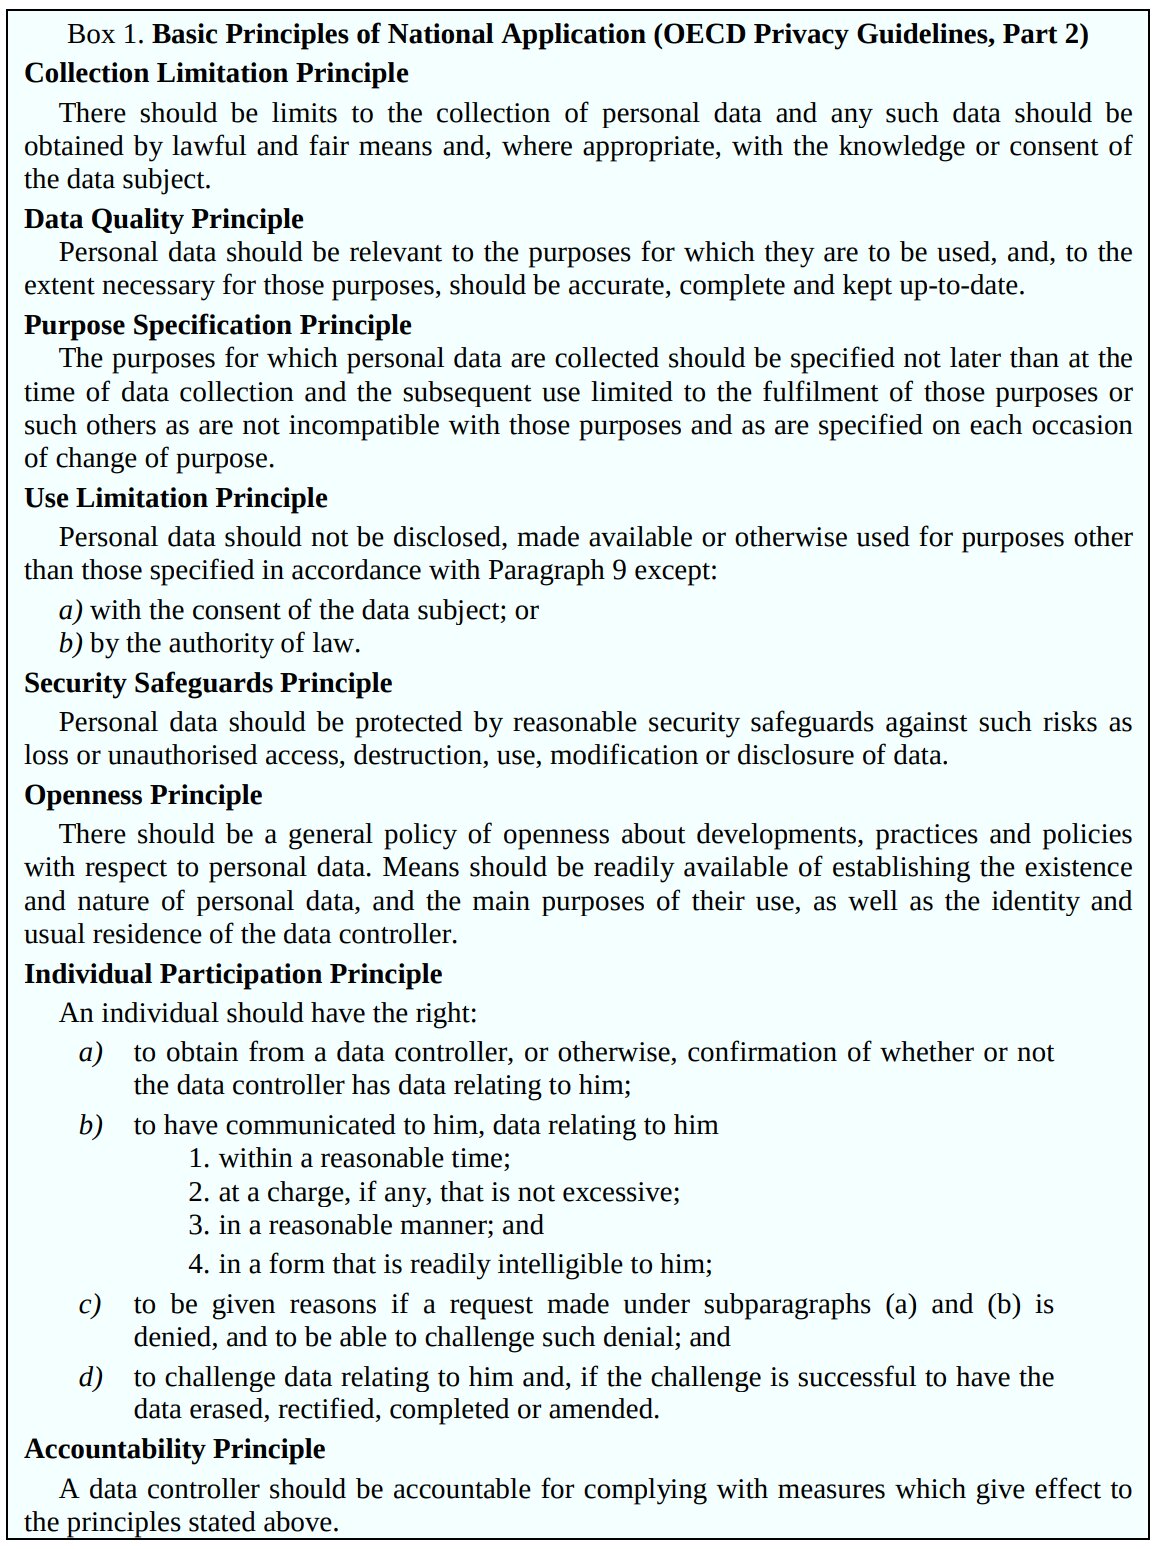 Box 1. Basic Principles of National Application (OECD Privacy Guidelines, Part 2)
Collection Limitation Principle
There should be limits to the collection of personal data and any such data should be
obtained by lawful and fair means and, where appropriate, with the knowledge or consent of
the data subject.
Data Quality Principle
Personal data should be relevant to the purposes for which they are to be used, and, to the
extent necessary for those purposes, should be accurate, complete and kept up-to-date.
Purpose Specification Principle
The purposes for which personal data are collected should be specified not later than at the
time of data collection and the subsequent use limited to the fulfilment of those purposes or
such others as are not incompatible with those purposes and as are specified on each occasion
of change of purpose.
Use Limitation Principle
Personal data should not be disclosed, made available or otherwise used for purposes other
than those specified in accordance with Paragraph 9 except:
a) with the consent of the data subject; or
b) by the authority of law.
Security Safeguards Principle
Personal data should be protected by reasonable security safeguards against such risks as
loss or unauthorised access, destruction, use, modification or disclosure of data.
Openness Principle
There should be a general policy of openness about developments, practices and policies
with respect to personal data. Means should be readily available of establishing the existence
and nature of personal data, and the main purposes of their use, as well as the identity and
usual residence of the data controller.
Individual Participation Principle
An individual should have the right:
a) to obtain from a data controller, or otherwise, confirmation of whether or not
the data controller has data relating to him;
b) to have communicated to him, data relating to him
1. within a reasonable time;
2. at a charge, if any, that is not excessive;
3. in a reasonable manner; and
4. in a form that is readily intelligible to him;
c) to be given reasons if a request made under subparagraphs (a) and (b) is
denied, and to be able to challenge such denial; and
d) to challenge data relating to him and, if the challenge is successful to have the
data erased, rectified, completed or amended.
Accountability Principle
A data controller should be accountable for complying with measures which give effect to
the principles stated above.